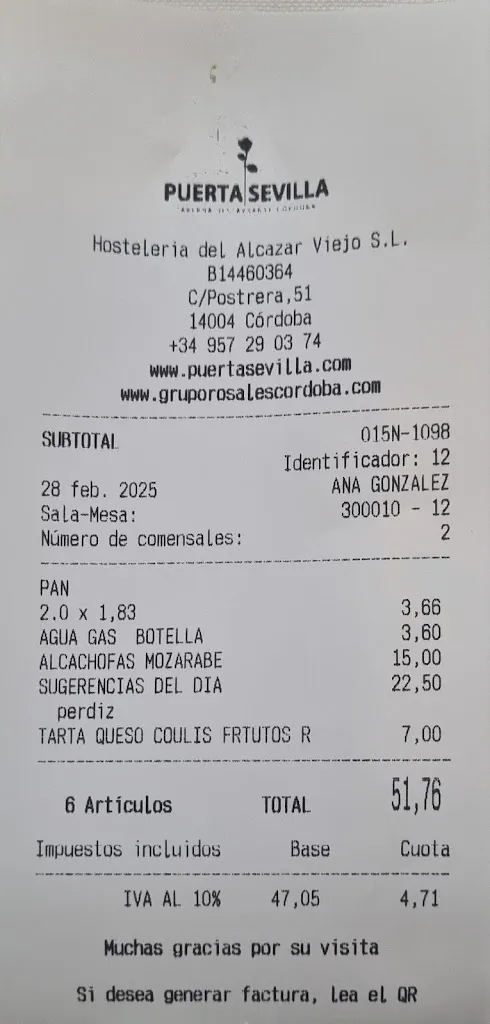 PUERTA SEVILLA
Hosteleria del Alcazar Viejo S.L.
B14460364
C/Postrera,51
14004 Córdoba
+34 957 29 03 74
www.puertasevilla.com
www.gruporosalescordoba.com
SUBTOTAL 015N-1098
Identificador: 12
28 feb. 2025 ANA GONZALEZ
Sala-Mesa: 300010 - 12
Número de comensales: 2
PAN
2.0 x 1,83 3,66
AGUA GAS BOTELLA 3,60
ALCACHOFAS MOZARABE 15,00
SUGERENCIAS DEL DIA 22,50
perdiz
TARTA QUESO COULIS FRTUTOS R 7,00
6 Artículos TOTAL 51,76
Impuestos incluidos Base Cuota
IVA AL 10% 47,05 4,71
Muchas gracias por su visita
Si desea generar factura, lea el QR